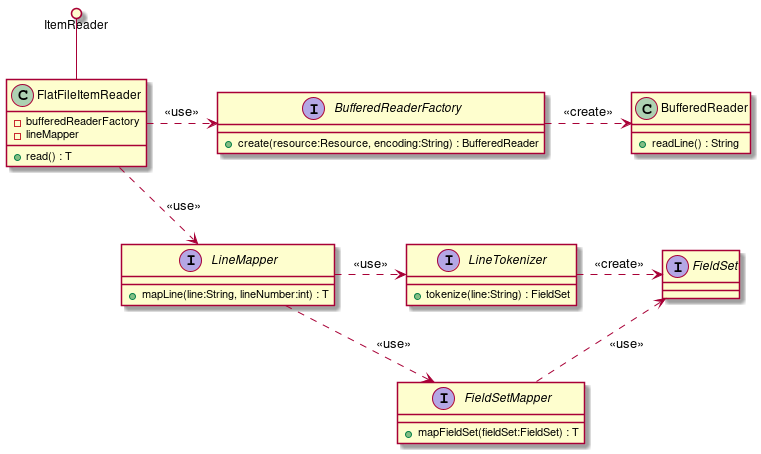 ItemReader
C FlatFileItemReader
bufferedReaderFactory
lineMapper
read() : T
«use»
I BufferedReaderFactory
create(resource:Resource, encoding:String) : BufferedReader
«create»
C BufferedReader
readLine() : String
«use»
I LineMapper
mapLine(line:String, lineNumber:int) : T
«use»
I LineTokenizer
tokenize(line:String) : FieldSet
«create»
I FieldSet
«use»
«use»
I FieldSetMapper
mapFieldSet(fieldSet:FieldSet) : T